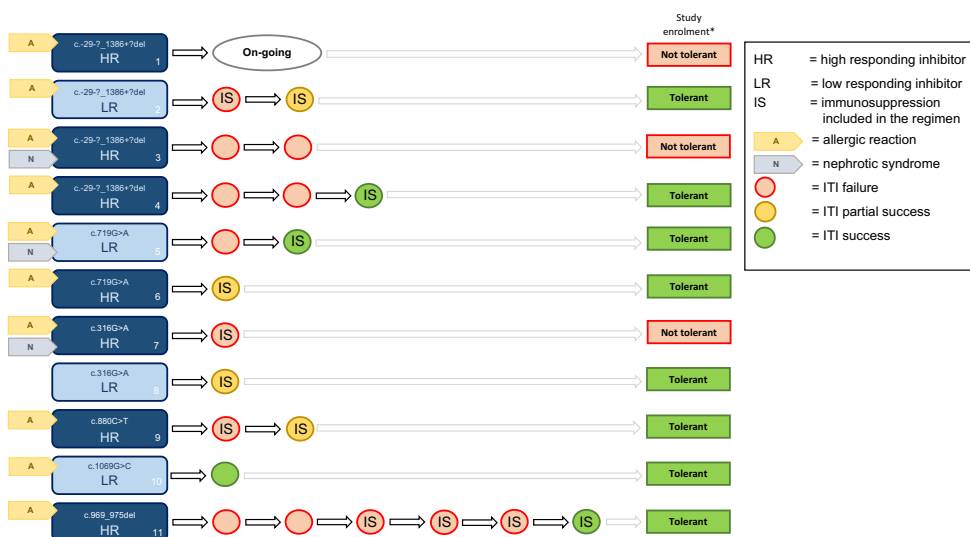 Study
enrolment*
A
c.-29-?_1386+?del
HR
1
On-going
Not tolerant
A
c.-29-?_1386+?del
LR
2
IS
IS
Tolerant
A
N
c.-29-?_1386+?del
HR
3
Not tolerant
A
c.-29-?_1386+?del
HR
4
IS
Tolerant
A
N
c.719G>A
LR
5
IS
Tolerant
A
c.719G>A
HR
6
IS
Tolerant
A
N
c.316G>A
HR
7
IS
Not tolerant
c.316G>A
LR
8
IS
Tolerant
A
c.880C>T
HR
9
IS
IS
Tolerant
A
c.1069G>C
LR
10
Tolerant
A
c.969_975del
HR
11
IS
IS
IS
IS
Tolerant
HR = high responding inhibitor
LR = low responding inhibitor
IS = immunosuppression
included in the regimen
A = allergic reaction
N = nephrotic syndrome
= ITI failure
= ITI partial success
= ITI success